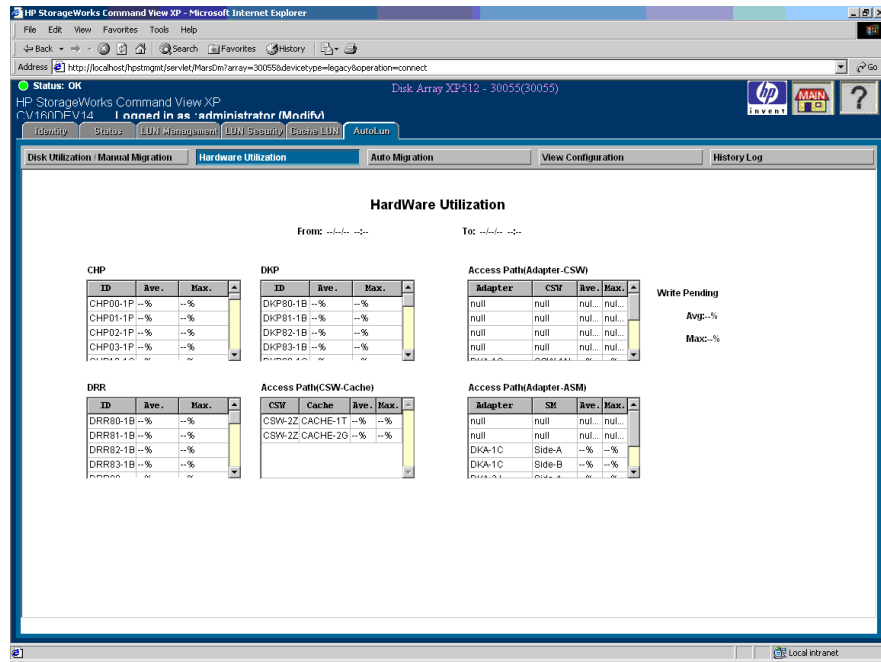 HP StorageWorks Command View XP - Microsoft Internet Explorer
File Edit View Favorites Tools Help
Back Search Favorites History
Address http://localhost/hpstmgmt/servlet/MarsDm?array=30055&devicetype=legacy&operation=connect Go
Status: OK
Disk Array XP512 - 30055(30055)
HP StorageWorks Command View XP
CV160DEV14 Logged in as :administrator (Modify)
hp invent MAIN ?
Identity Status LUN Management LUN Security Cache LUN AutoLun
Disk Utilization / Manual Migration Hardware Utilization Auto Migration View Configuration History Log
HardWare Utilization
From: --/--/-- --:-- To: --/--/-- --:--
CHP
ID Ave. Max.
CHP00-1P --% --%
CHP01-1P --% --%
CHP02-1P --% --%
CHP03-1P --% --%
DKP
ID Ave. Max.
DKP80-1B --% --%
DKP81-1B --% --%
DKP82-1B --% --%
DKP83-1B --% --%
Access Path(Adapter-CSW)
Adapter CSW Ave. Max.
null null nul... nul...
null null nul... nul...
null null nul... nul...
null null nul... nul...
Write Pending
Avg:--%
Max:--%
DRR
ID Ave. Max.
DRR80-1B --% --%
DRR81-1B --% --%
DRR82-1B --% --%
DRR83-1B --% --%
Access Path(CSW-Cache)
CSW Cache Ave. Max.
CSW-2Z CACHE-1T --% --%
CSW-2Z CACHE-2G --% --%
Access Path(Adapter-ASM)
Adapter SM Ave. Max.
null null nul... nul...
null null nul... nul...
DKA-1C Side-A --% --%
DKA-1C Side-B --% --%
Local intranet